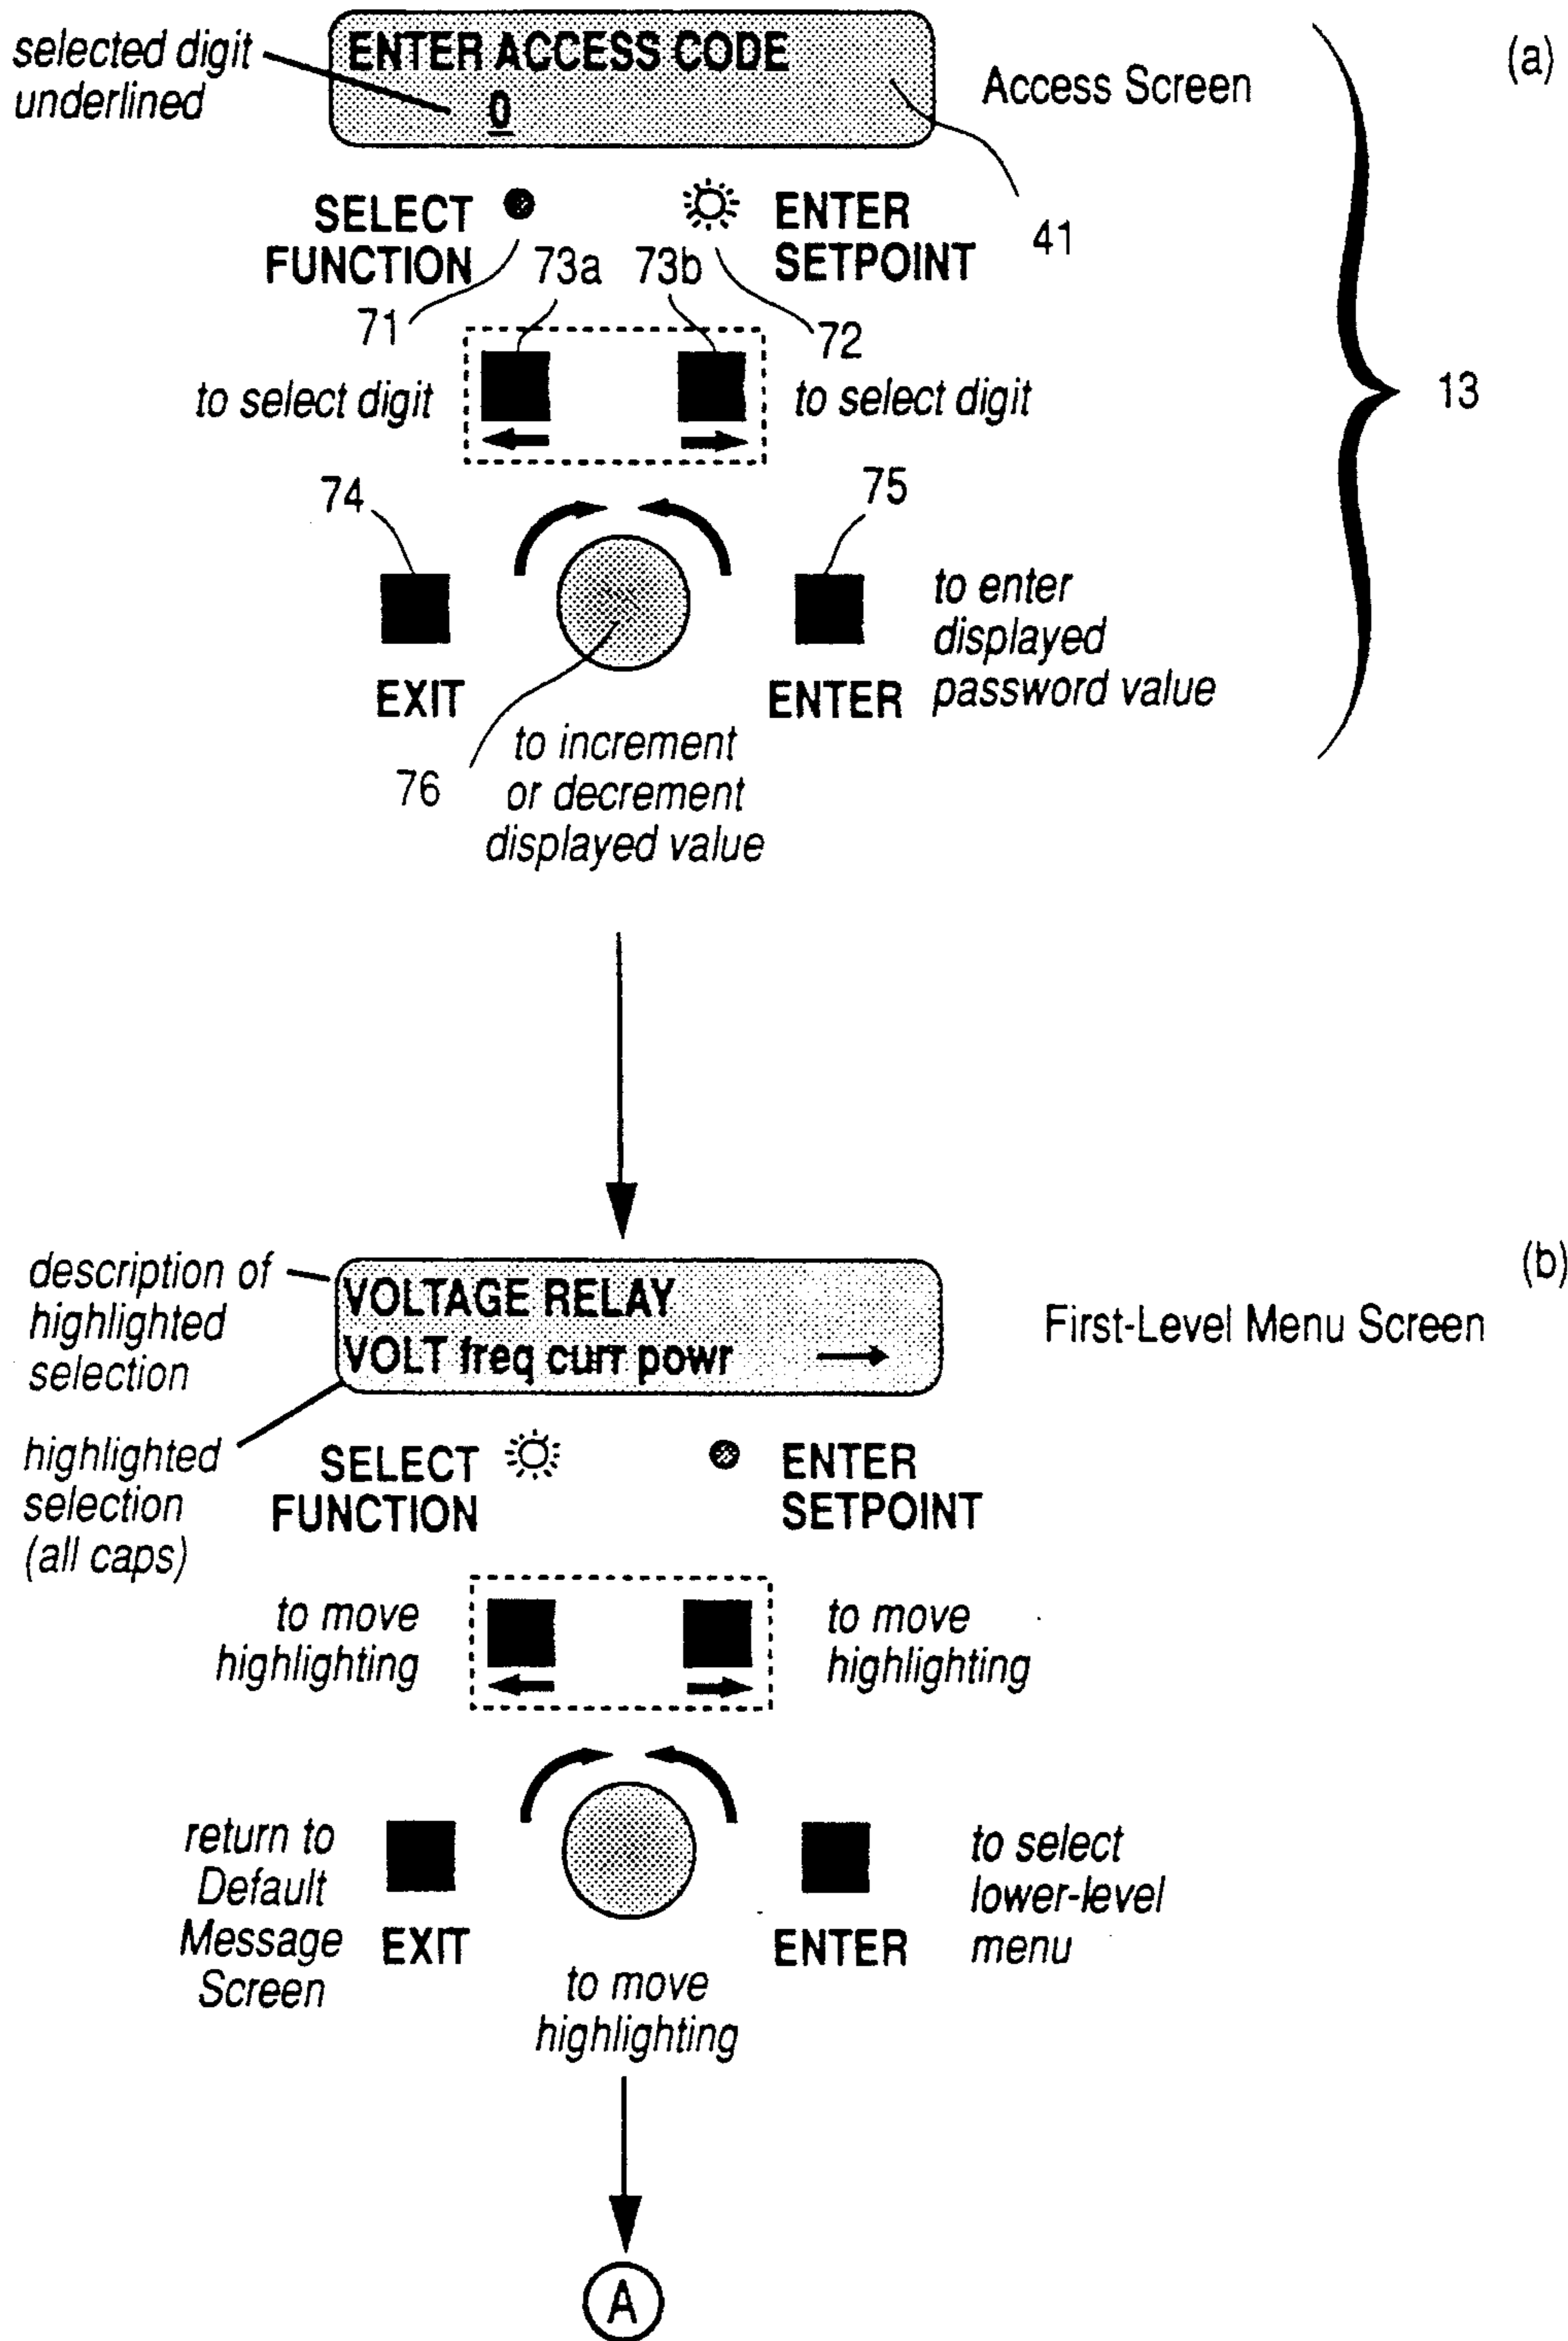 (a)
selected digit
underlined
ENTER ACCESS CODE
0
Access Screen
41
SELECT
FUNCTION
ENTER
SETPOINT
71
73a
73b
72
to select digit
to select digit
13
74
75
EXIT
ENTER
to enter
displayed
password value
76
to increment
or decrement
displayed value
(b)
description of
highlighted
selection
VOLTAGE RELAY
VOLT freq curr powr →
First-Level Menu Screen
highlighted
selection
(all caps)
SELECT
FUNCTION
ENTER
SETPOINT
to move
highlighting
to move
highlighting
return to
Default
Message
Screen
EXIT
ENTER
to select
lower-level
menu
to move
highlighting
A